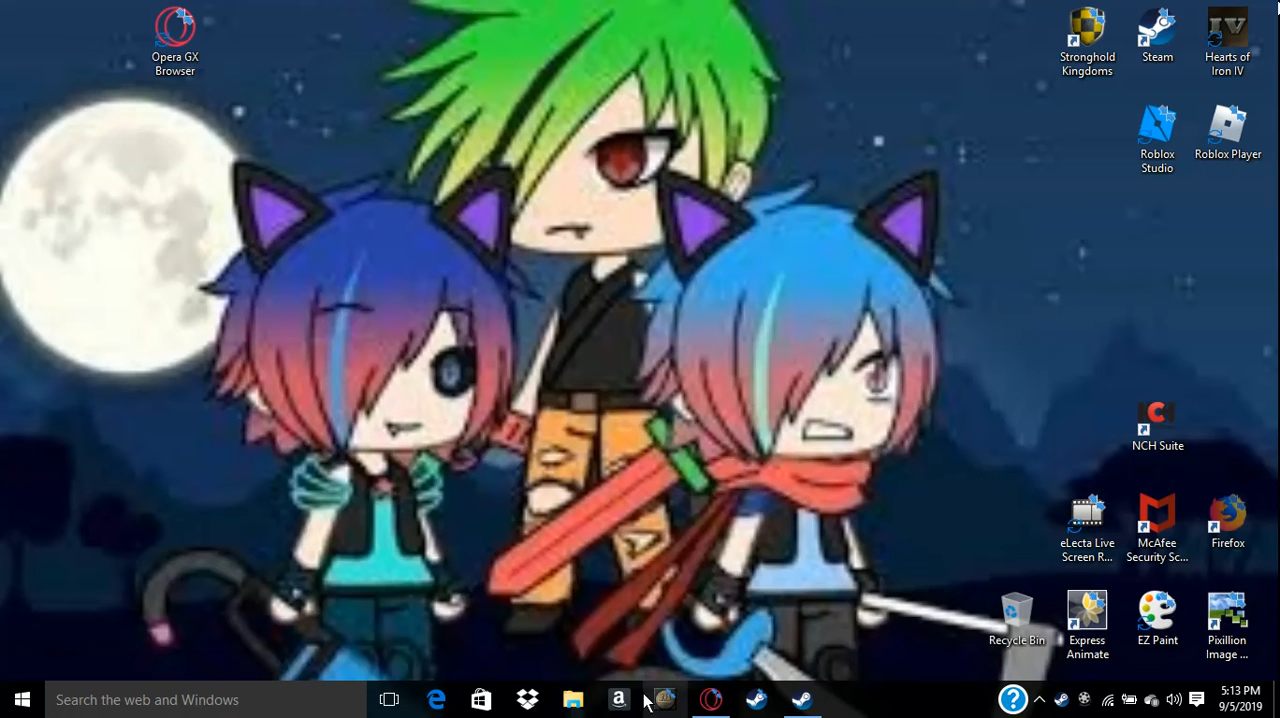 Opera GX
Browser
Stronghold
Kingdoms
Steam
Hearts of
Iron IV
Roblox
Studio
Roblox Player
NCH Suite
eLecta Live
Screen R...
McAfee
Security Sc...
Firefox
Recycle Bin
Express
Animate
EZ Paint
Pixillion
Image ...
Search the web and Windows
5:13 PM
9/5/2019